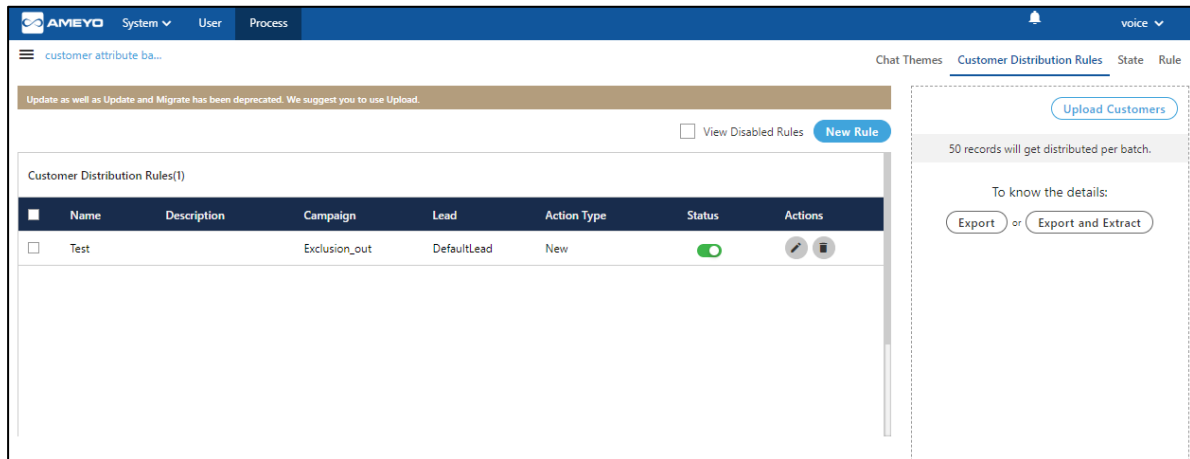 AMEYO System User Process voice
customer attribute ba... Chat Themes Customer Distribution Rules State Rule
Update as well as Update and Migrate has been deprecated. We suggest you to use Upload.
Upload Customers
View Disabled Rules New Rule
50 records will get distributed per batch.
Customer Distribution Rules(1)
To know the details:
Name Description Campaign Lead Action Type Status Actions
Export or Export and Extract
Test Exclusion_out DefaultLead New